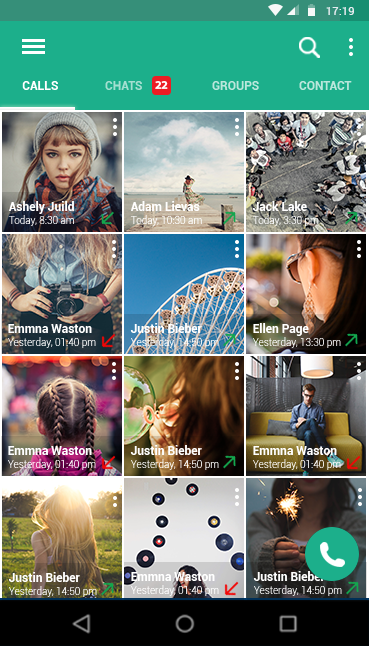 17:19
CALLS CHATS 22 GROUPS CONTACT
Ashely Juild
Today, 8:30 am
Adam Lievas
Today, 10:30 am
Jack Lake
Today, 3:30 pm
Emmna Waston
Yesterday, 01:40 pm
Justin Bieber
Yesterday, 14:50 pm
Ellen Page
Yesterday, 13:30 pm
Emmna Waston
Yesterday, 01:40 pm
Justin Bieber
Yesterday, 14:50 pm
Emmna Waston
Yesterday, 01:40 pm
Justin Bieber
Yesterday, 14:50 pm
Emmna Waston
Yesterday, 01:40 pm
Justin Bieber
Yesterday, 14:50 pm